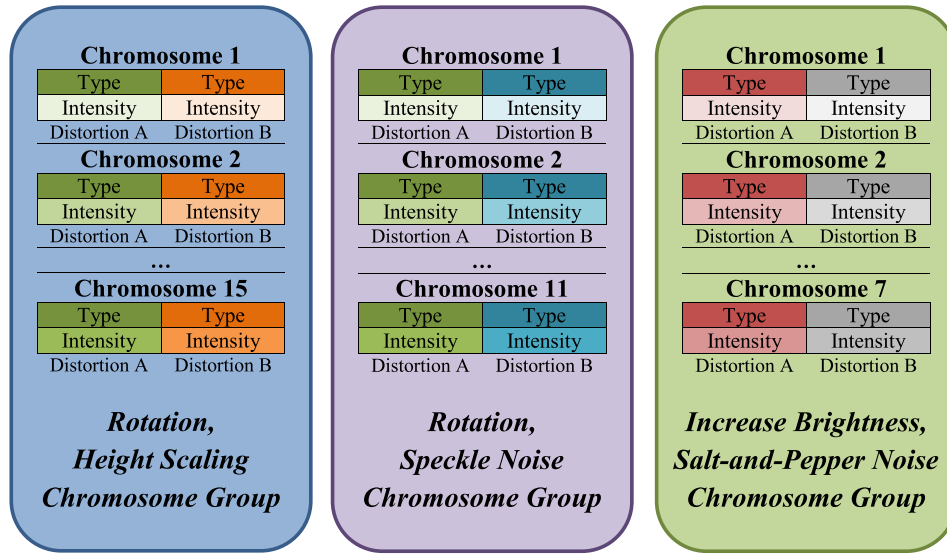 Chromosome 1
Type Type
Intensity Intensity
Distortion A Distortion B
Chromosome 2
Type Type
Intensity Intensity
Distortion A Distortion B
...
Chromosome 15
Type Type
Intensity Intensity
Distortion A Distortion B
Rotation,
Height Scaling
Chromosome Group
Chromosome 1
Type Type
Intensity Intensity
Distortion A Distortion B
Chromosome 2
Type Type
Intensity Intensity
Distortion A Distortion B
...
Chromosome 11
Type Type
Intensity Intensity
Distortion A Distortion B
Rotation,
Speckle Noise
Chromosome Group
Chromosome 1
Type Type
Intensity Intensity
Distortion A Distortion B
Chromosome 2
Type Type
Intensity Intensity
Distortion A Distortion B
...
Chromosome 7
Type Type
Intensity Intensity
Distortion A Distortion B
Increase Brightness,
Salt-and-Pepper Noise
Chromosome Group